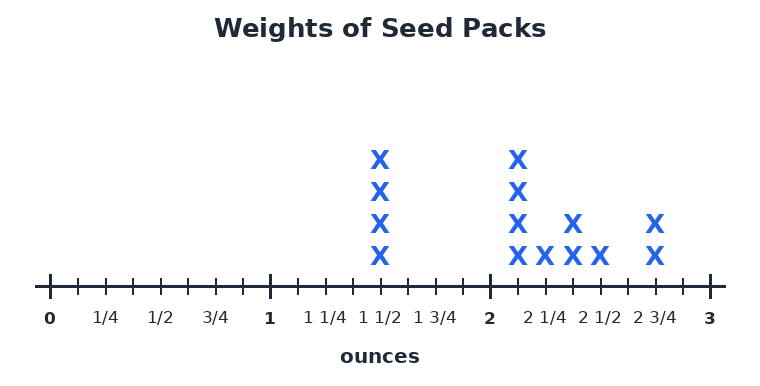 Weights of Seed Packs
X X
X X
X X X X
X X X X X X
0 1/4 1/2 3/4 1 1 1/4 1 1/2 1 3/4 2 2 1/4 2 1/2 2 3/4 3
ounces